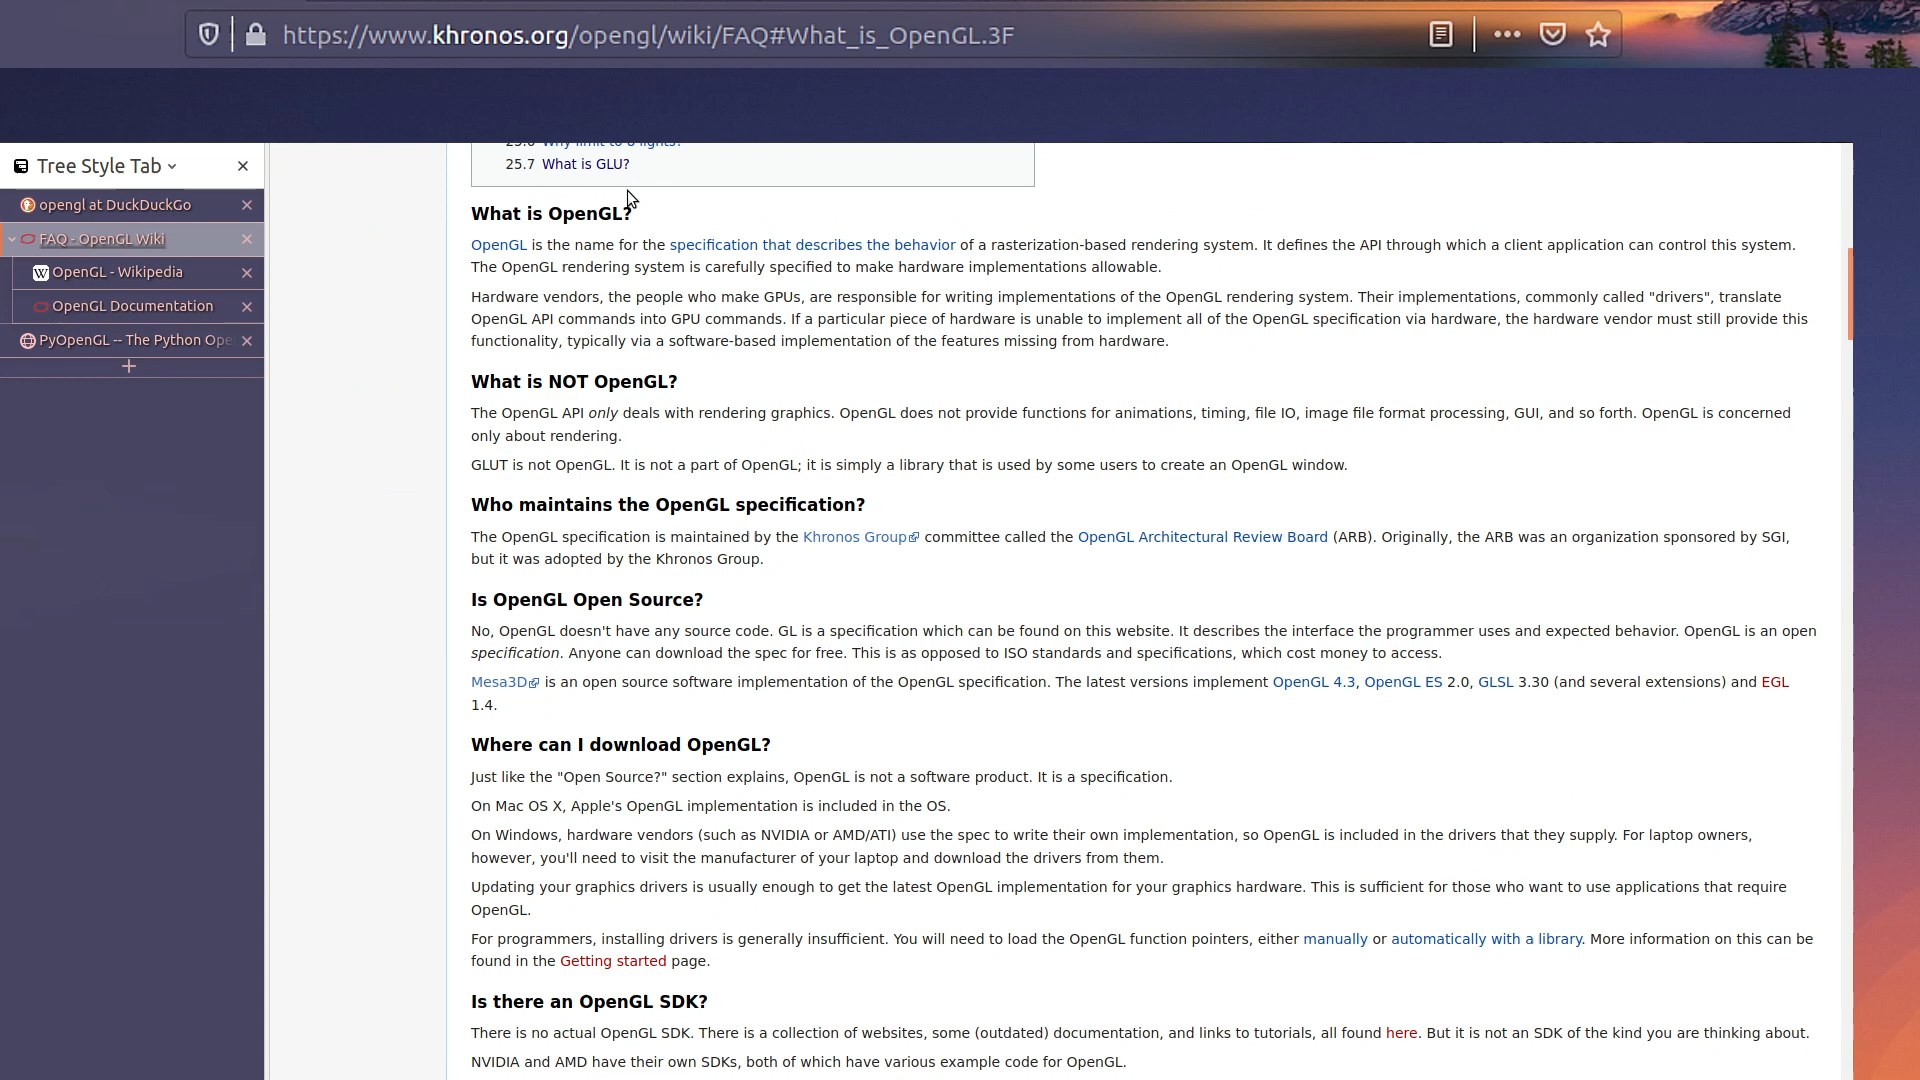 https://www.khronos.org/opengl/wiki/FAQ#What_is_OpenGL.3F
Tree Style Tab
opengl at DuckDuckGo
FAQ - OpenGL Wiki
OpenGL - Wikipedia
OpenGL Documentation
PyOpenGL -- The Python Ope
25.6 Why limit to 8 lights?
25.7 What is GLU?
What is OpenGL?
OpenGL is the name for the specification that describes the behavior of a rasterization-based rendering system. It defines the API through which a client application can control this system.
The OpenGL rendering system is carefully specified to make hardware implementations allowable.
Hardware vendors, the people who make GPUs, are responsible for writing implementations of the OpenGL rendering system. Their implementations, commonly called "drivers", translate
OpenGL API commands into GPU commands. If a particular piece of hardware is unable to implement all of the OpenGL specification via hardware, the hardware vendor must still provide this
functionality, typically via a software-based implementation of the features missing from hardware.
What is NOT OpenGL?
The OpenGL API only deals with rendering graphics. OpenGL does not provide functions for animations, timing, file IO, image file format processing, GUI, and so forth. OpenGL is concerned
only about rendering.
GLUT is not OpenGL. It is not a part of OpenGL; it is simply a library that is used by some users to create an OpenGL window.
Who maintains the OpenGL specification?
The OpenGL specification is maintained by the Khronos Group committee called the OpenGL Architectural Review Board (ARB). Originally, the ARB was an organization sponsored by SGI,
but it was adopted by the Khronos Group.
Is OpenGL Open Source?
No, OpenGL doesn't have any source code. GL is a specification which can be found on this website. It describes the interface the programmer uses and expected behavior. OpenGL is an open
specification. Anyone can download the spec for free. This is as opposed to ISO standards and specifications, which cost money to access.
Mesa3D is an open source software implementation of the OpenGL specification. The latest versions implement OpenGL 4.3, OpenGL ES 2.0, GLSL 3.30 (and several extensions) and EGL
1.4.
Where can I download OpenGL?
Just like the "Open Source?" section explains, OpenGL is not a software product. It is a specification.
On Mac OS X, Apple's OpenGL implementation is included in the OS.
On Windows, hardware vendors (such as NVIDIA or AMD/ATI) use the spec to write their own implementation, so OpenGL is included in the drivers that they supply. For laptop owners,
however, you'll need to visit the manufacturer of your laptop and download the drivers from them.
Updating your graphics drivers is usually enough to get the latest OpenGL implementation for your graphics hardware. This is sufficient for those who want to use applications that require
OpenGL.
For programmers, installing drivers is generally insufficient. You will need to load the OpenGL function pointers, either manually or automatically with a library. More information on this can be
found in the Getting started page.
Is there an OpenGL SDK?
There is no actual OpenGL SDK. There is a collection of websites, some (outdated) documentation, and links to tutorials, all found here. But it is not an SDK of the kind you are thinking about.
NVIDIA and AMD have their own SDKs, both of which have various example code for OpenGL.